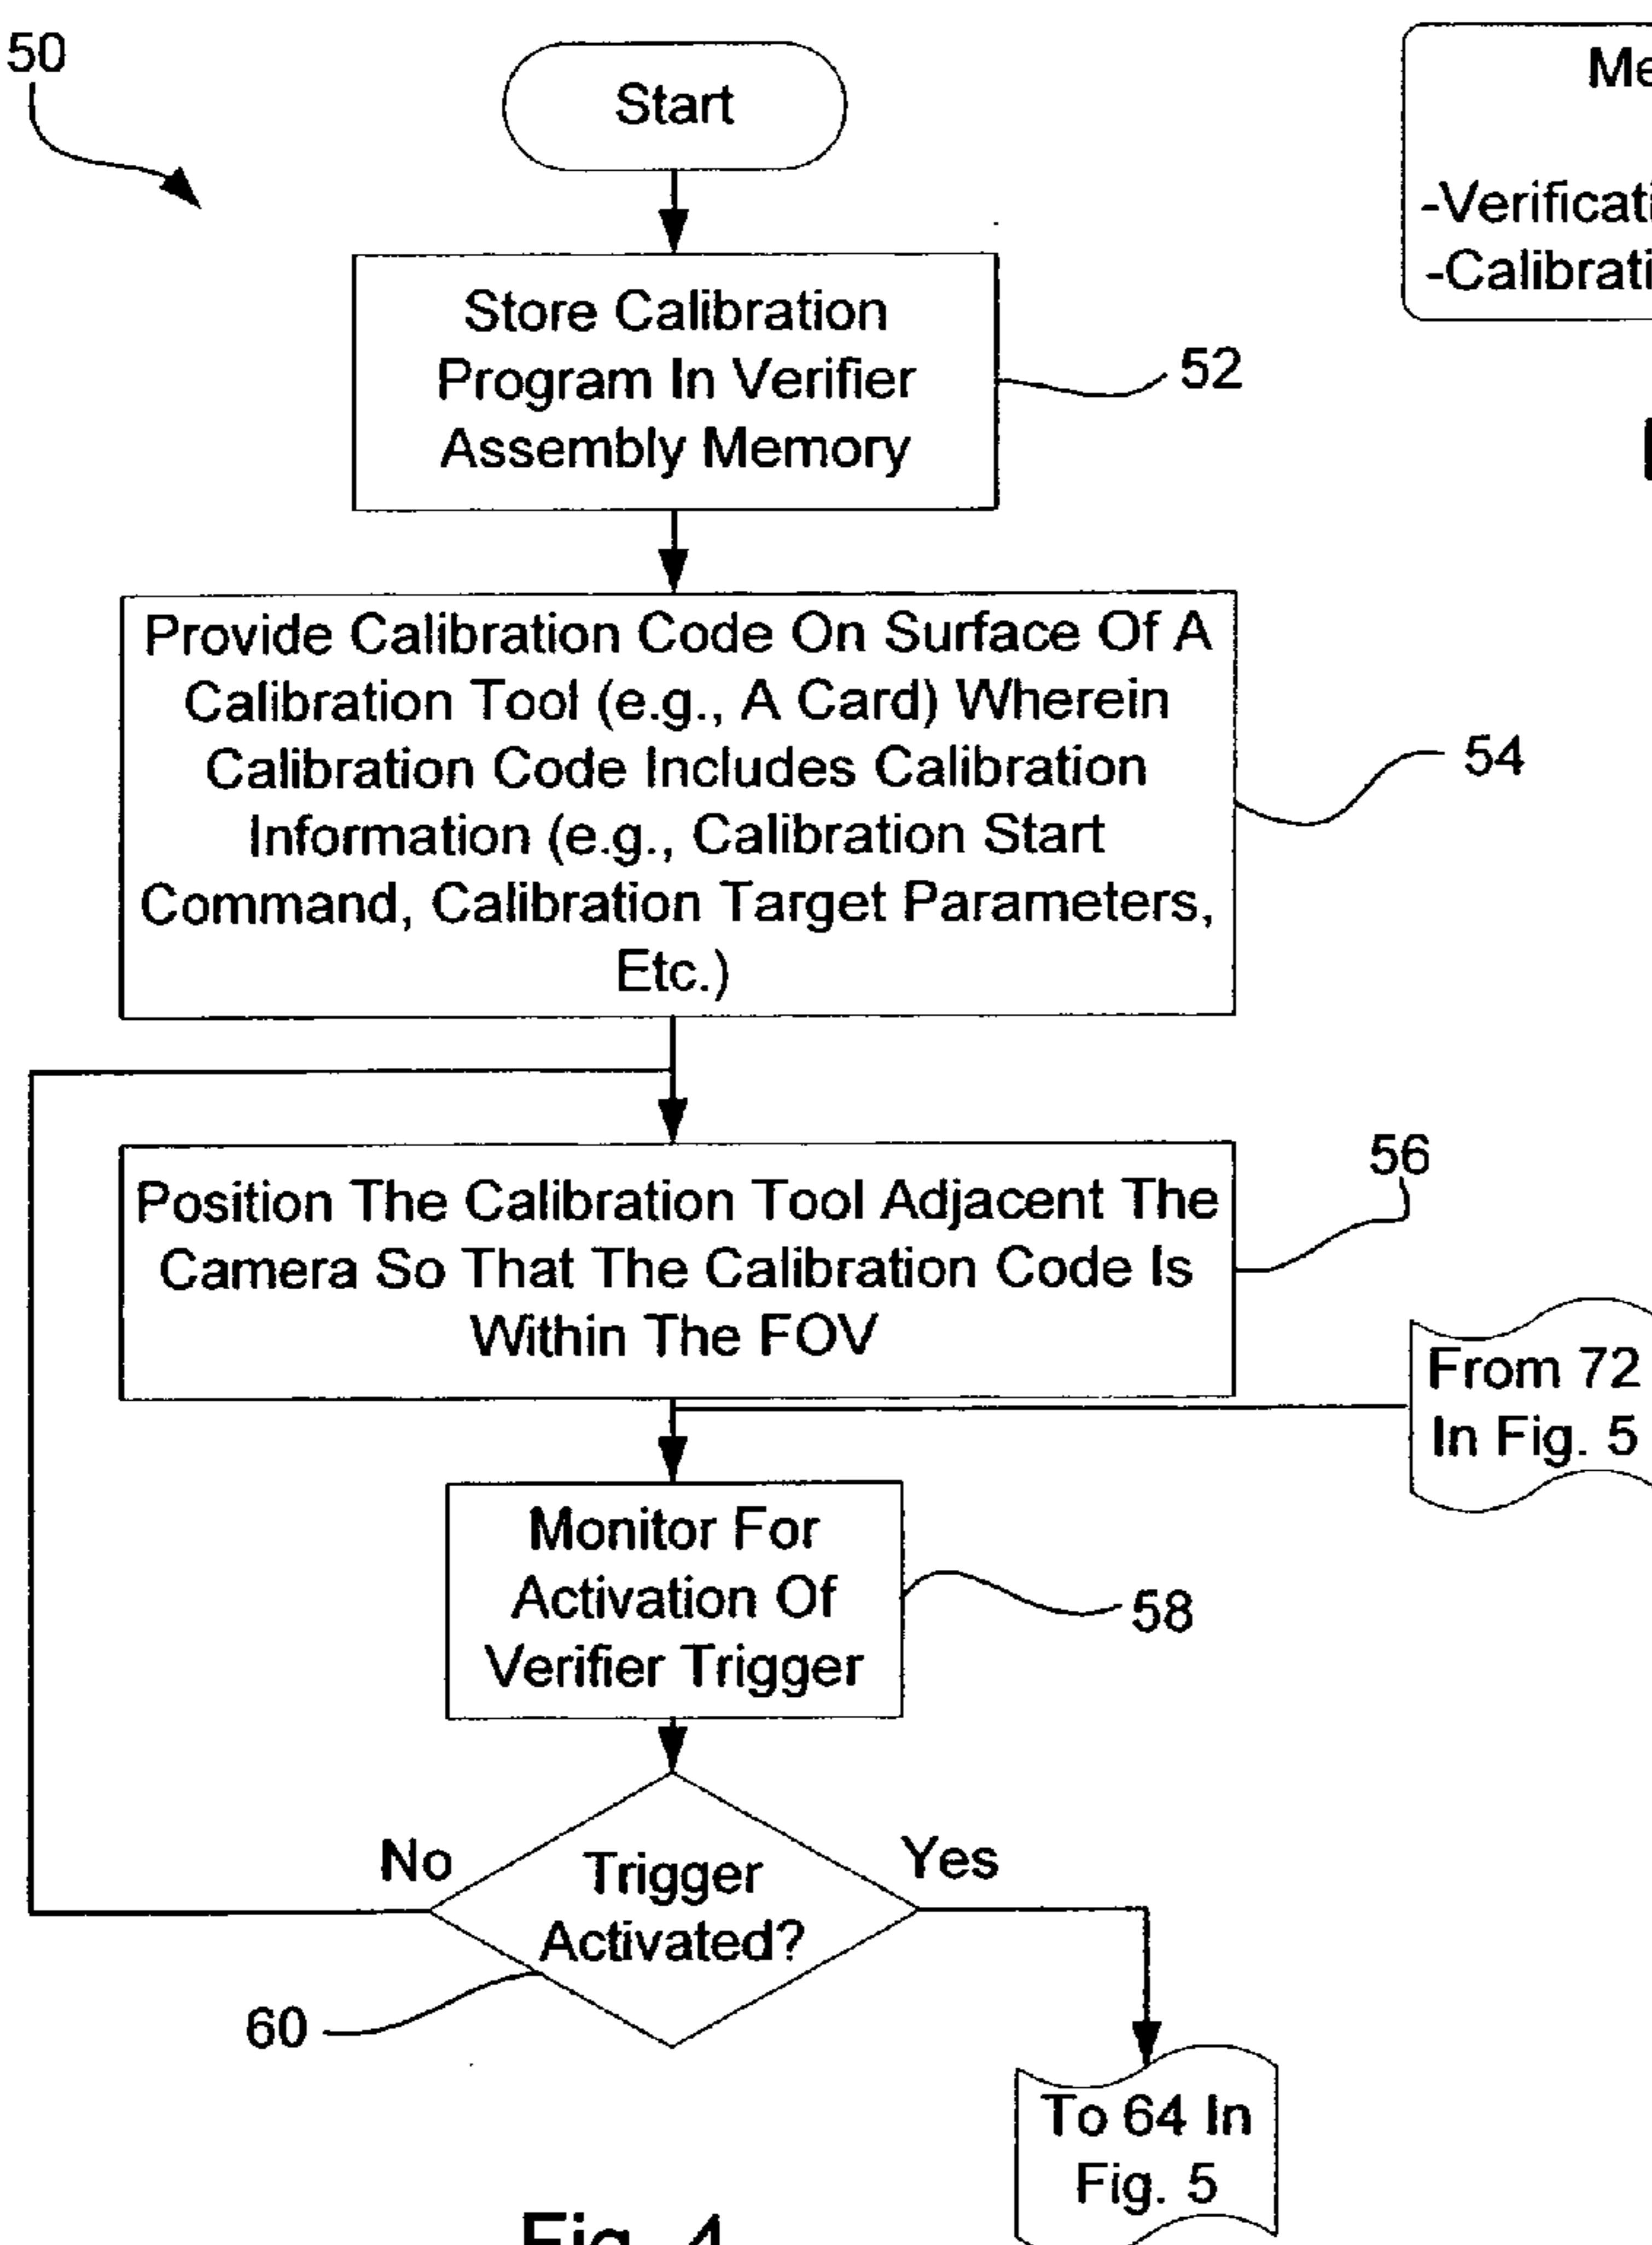 50
Start
Store Calibration
Program In Verifier
Assembly Memory
52
Provide Calibration Code On Surface Of A
Calibration Tool (e.g., A Card) Wherein
Calibration Code Includes Calibration
Information (e.g., Calibration Start
Command, Calibration Target Parameters,
Etc.)
54
Position The Calibration Tool Adjacent The
Camera So That The Calibration Code Is
Within The FOV
56
From 72
In Fig. 5
Monitor For
Activation Of
Verifier Trigger
58
No
Trigger
Activated?
Yes
60
To 64 In
Fig. 5
Fig. 4